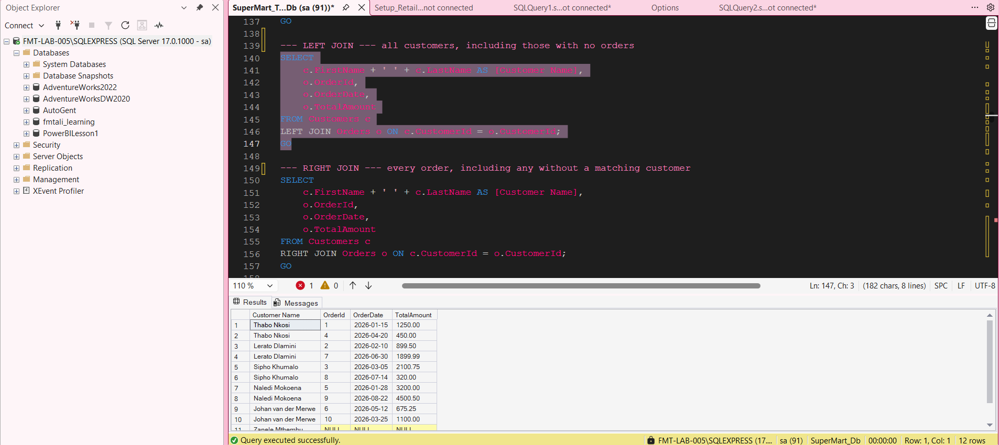 Object Explorer
Connect
FMT-LAB-005\SQLEXPRESS (SQL Server 17.0.1000 - sa)
Databases
System Databases
Database Snapshots
AdventureWorks2022
AdventureWorksDW2020
AutoGent
fmtali_learning
PowerBILesson1
Security
Server Objects
Replication
Management
XEvent Profiler
SuperMart_T...Db (sa (91))* Setup_Retail...not connected SQLQuery1.s...ot connected* Options SQLQuery2.s...ot connected*
137 GO
138
139 --- LEFT JOIN --- all customers, including those with no orders
140 SELECT
141 c.FirstName + ' ' + c.LastName AS [Customer Name],
142 o.OrderId,
143 o.OrderDate,
144 o.TotalAmount
145 FROM Customers c
146 LEFT JOIN Orders o ON c.CustomerId = o.CustomerId;
147 GO
148
149 --- RIGHT JOIN --- every order, including any without a matching customer
150 SELECT
151 c.FirstName + ' ' + c.LastName AS [Customer Name],
152 o.OrderId,
153 o.OrderDate,
154 o.TotalAmount
155 FROM Customers c
156 RIGHT JOIN Orders o ON c.CustomerId = o.CustomerId;
157 GO
110 % 1 0 Ln: 147, Ch: 3 (182 chars, 8 lines) SPC LF UTF-8
Results Messages
Customer Name OrderId OrderDate TotalAmount
1 Thabo Nkosi 1 2026-01-15 1250.00
2 Thabo Nkosi 4 2026-04-20 450.00
3 Lerato Dlamini 2 2026-02-10 899.50
4 Lerato Dlamini 7 2026-06-30 1899.99
5 Sipho Khumalo 3 2026-03-05 2100.75
6 Sipho Khumalo 8 2026-07-14 320.00
7 Naledi Mokoena 5 2026-01-28 3200.00
8 Naledi Mokoena 9 2026-08-22 4500.50
9 Johan van der Merwe 6 2026-05-12 675.25
10 Johan van der Merwe 10 2026-03-25 1100.00
11 Zanele Mthembu NULL NULL NULL
Query executed successfully. FMT-LAB-005\SQLEXPRESS (17.... sa (91) SuperMart_Db 00:00:00 Row: 1, Col: 1 12 rows